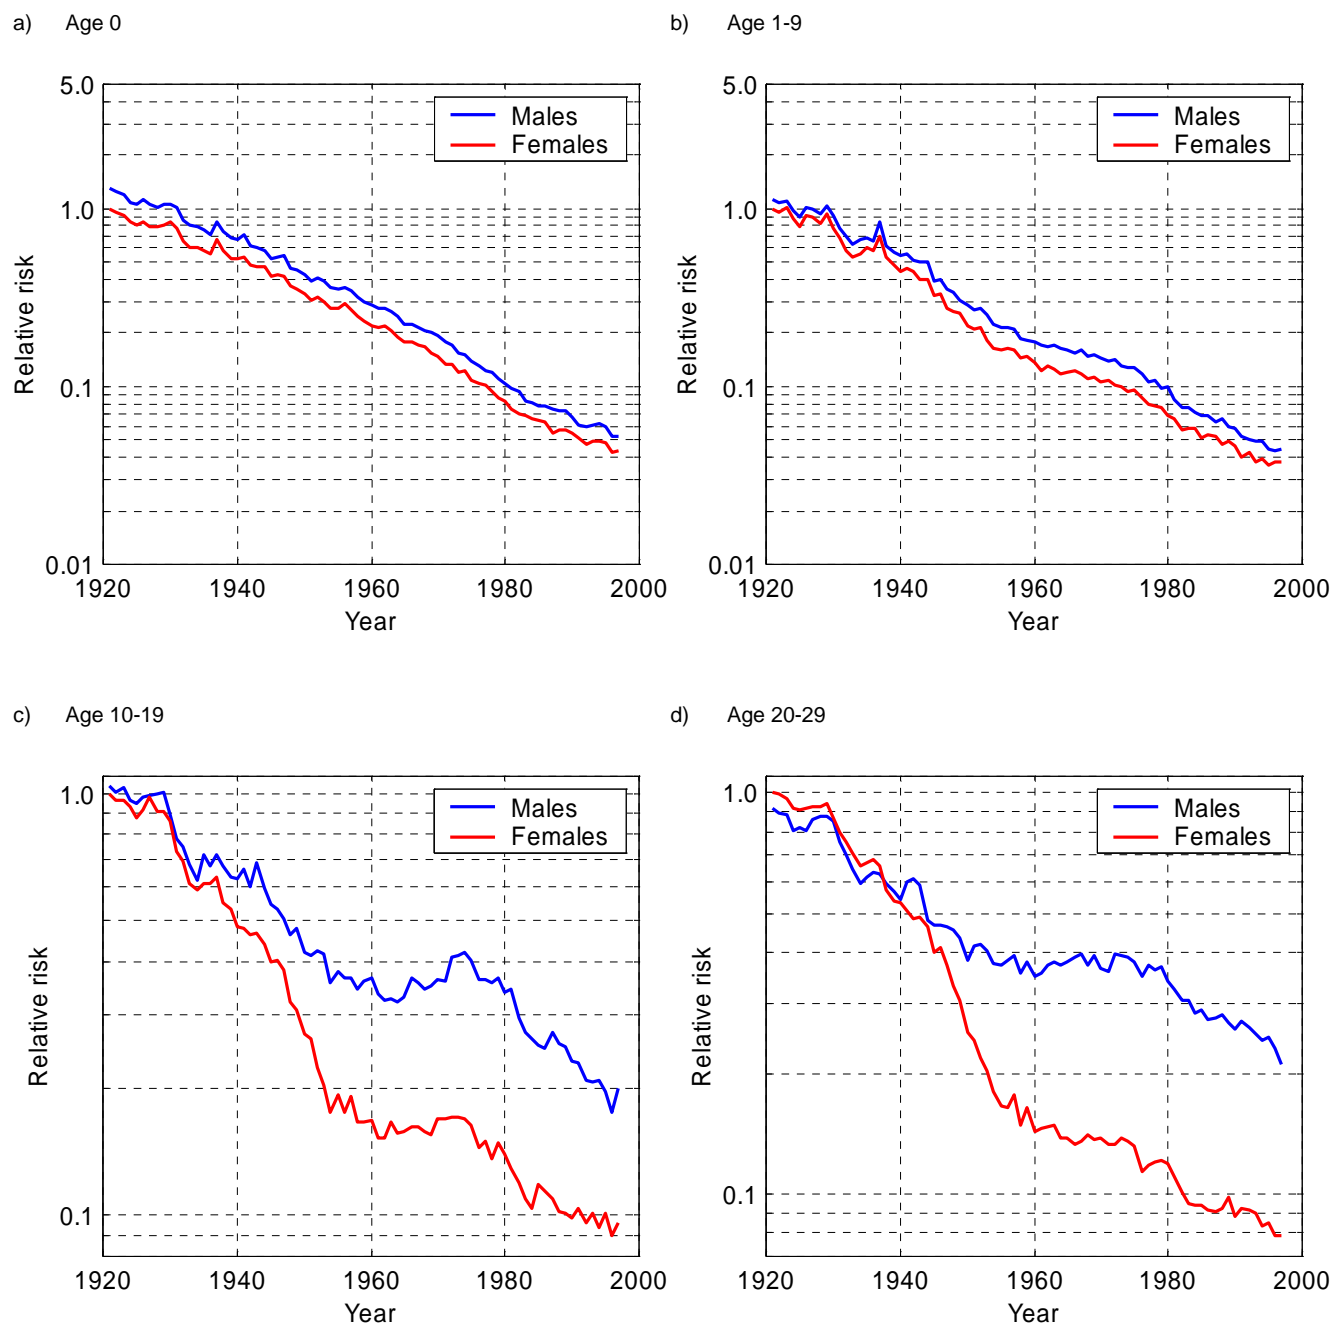 a) Age 0
b) Age 1-9
5.0
1.0
0.1
0.01
Relative risk
Males
Females
1920 1940 1960 1980 2000
Year
5.0
1.0
0.1
0.01
Relative risk
Males
Females
1920 1940 1960 1980 2000
Year
c) Age 10-19
d) Age 20-29
1.0
0.1
Relative risk
Males
Females
1920 1940 1960 1980 2000
Year
1.0
0.1
Relative risk
Males
Females
1920 1940 1960 1980 2000
Year